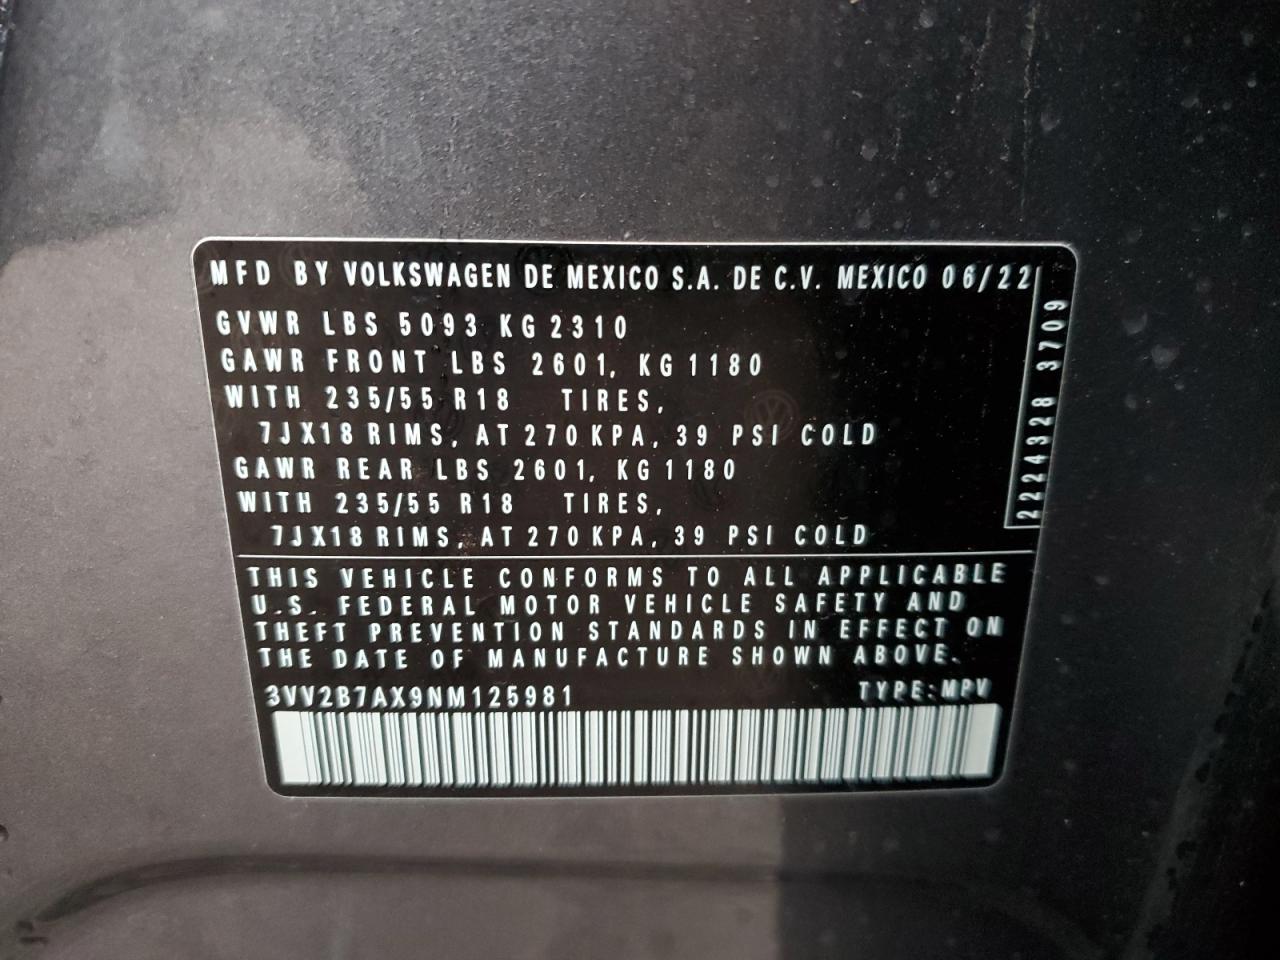 MFD BY VOLKSWAGEN DE MEXICO S.A. DE C.V. MEXICO 06/22
GVWR LBS 5093 KG 2310
GAWR FRONT LBS 2601, KG 1180
WITH 235/55 R18 TIRES,
7JX18 RIMS, AT 270 KPA, 39 PSI COLD
GAWR REAR LBS 2601, KG 1180
WITH 235/55 R18 TIRES,
7JX18 RIMS, AT 270 KPA, 39 PSI COLD
2224328 3709
THIS VEHICLE CONFORMS TO ALL APPLICABLE
U.S. FEDERAL MOTOR VEHICLE SAFETY AND
THEFT PREVENTION STANDARDS IN EFFECT ON
THE DATE OF MANUFACTURE SHOWN ABOVE.
3VV2B7AX9NM125981 TYPE:MPV